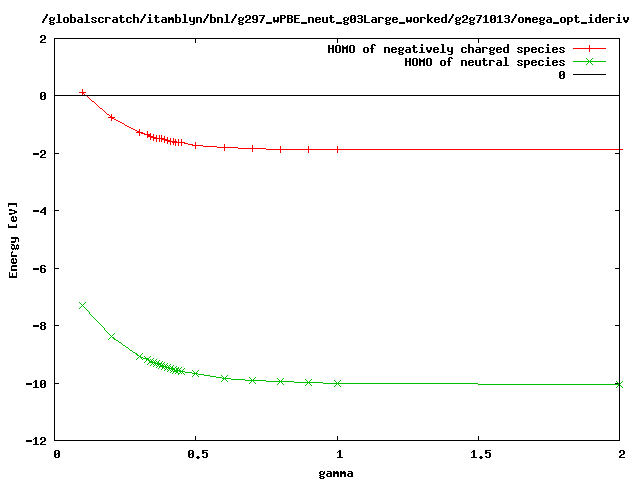 /globalscratch/itamblyn/bnl/g297_wPBE_neut_g03Large_worked/g2g71013/omega_opt_ideriv
HOMO of negatively charged species
HOMO of neutral species
0
2
0
-2
-4
-6
-8
-10
-12
Energy [eV]
0 0.5 1 1.5 2
gamma